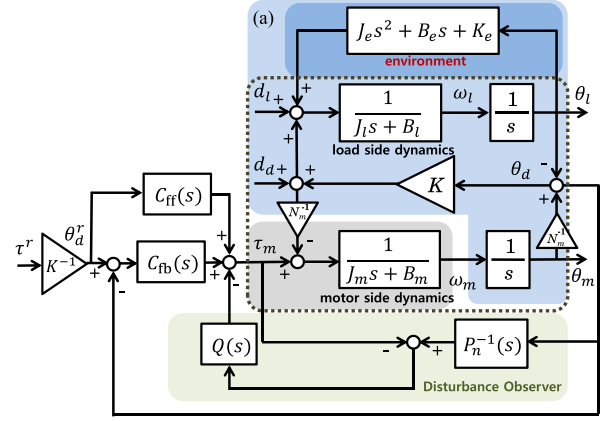 (a)
J_e s² + B_e s + K_e
environment
+
-
d_l +
+
1
J_l s + B_l
ω_l
1
s
θ_l
load side dynamics
d_d +
+
K
θ_d
-
+
C_ff(s)
N_m^-1
N_m^-1
τ^r
K^-1
θ_d^r
+
-
C_fb(s)
+
+
-
τ_m
-
+
1
J_m s + B_m
ω_m
1
s
θ_m
motor side dynamics
Q(s)
-
+
P_n^-1(s)
Disturbance Observer